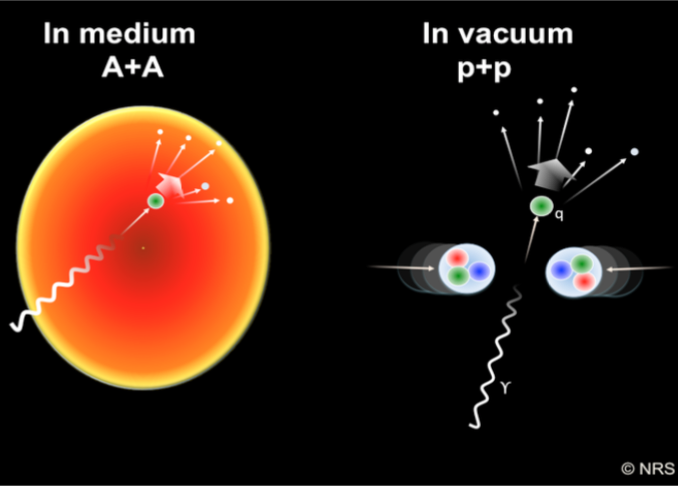 In medium
A+A
In vacuum
p+p
q
γ
© NRS